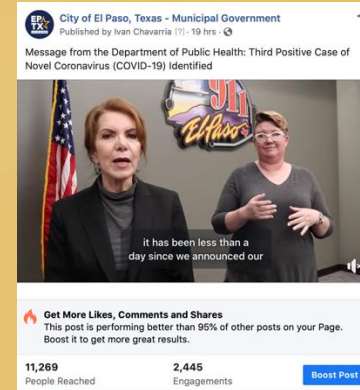 EP
TX
City of El Paso, Texas - Municipal Government
Published by Ivan Chavarria [?] · 19 hrs ·
Message from the Department of Public Health: Third Positive Case of
Novel Coronavirus (COVID-19) Identified
911
El Paso
it has been less than a
day since we announced our
Get More Likes, Comments and Shares
This post is performing better than 95% of other posts on your Page.
Boost it to get more great results.
11,269
People Reached
2,445
Engagements
Boost Post